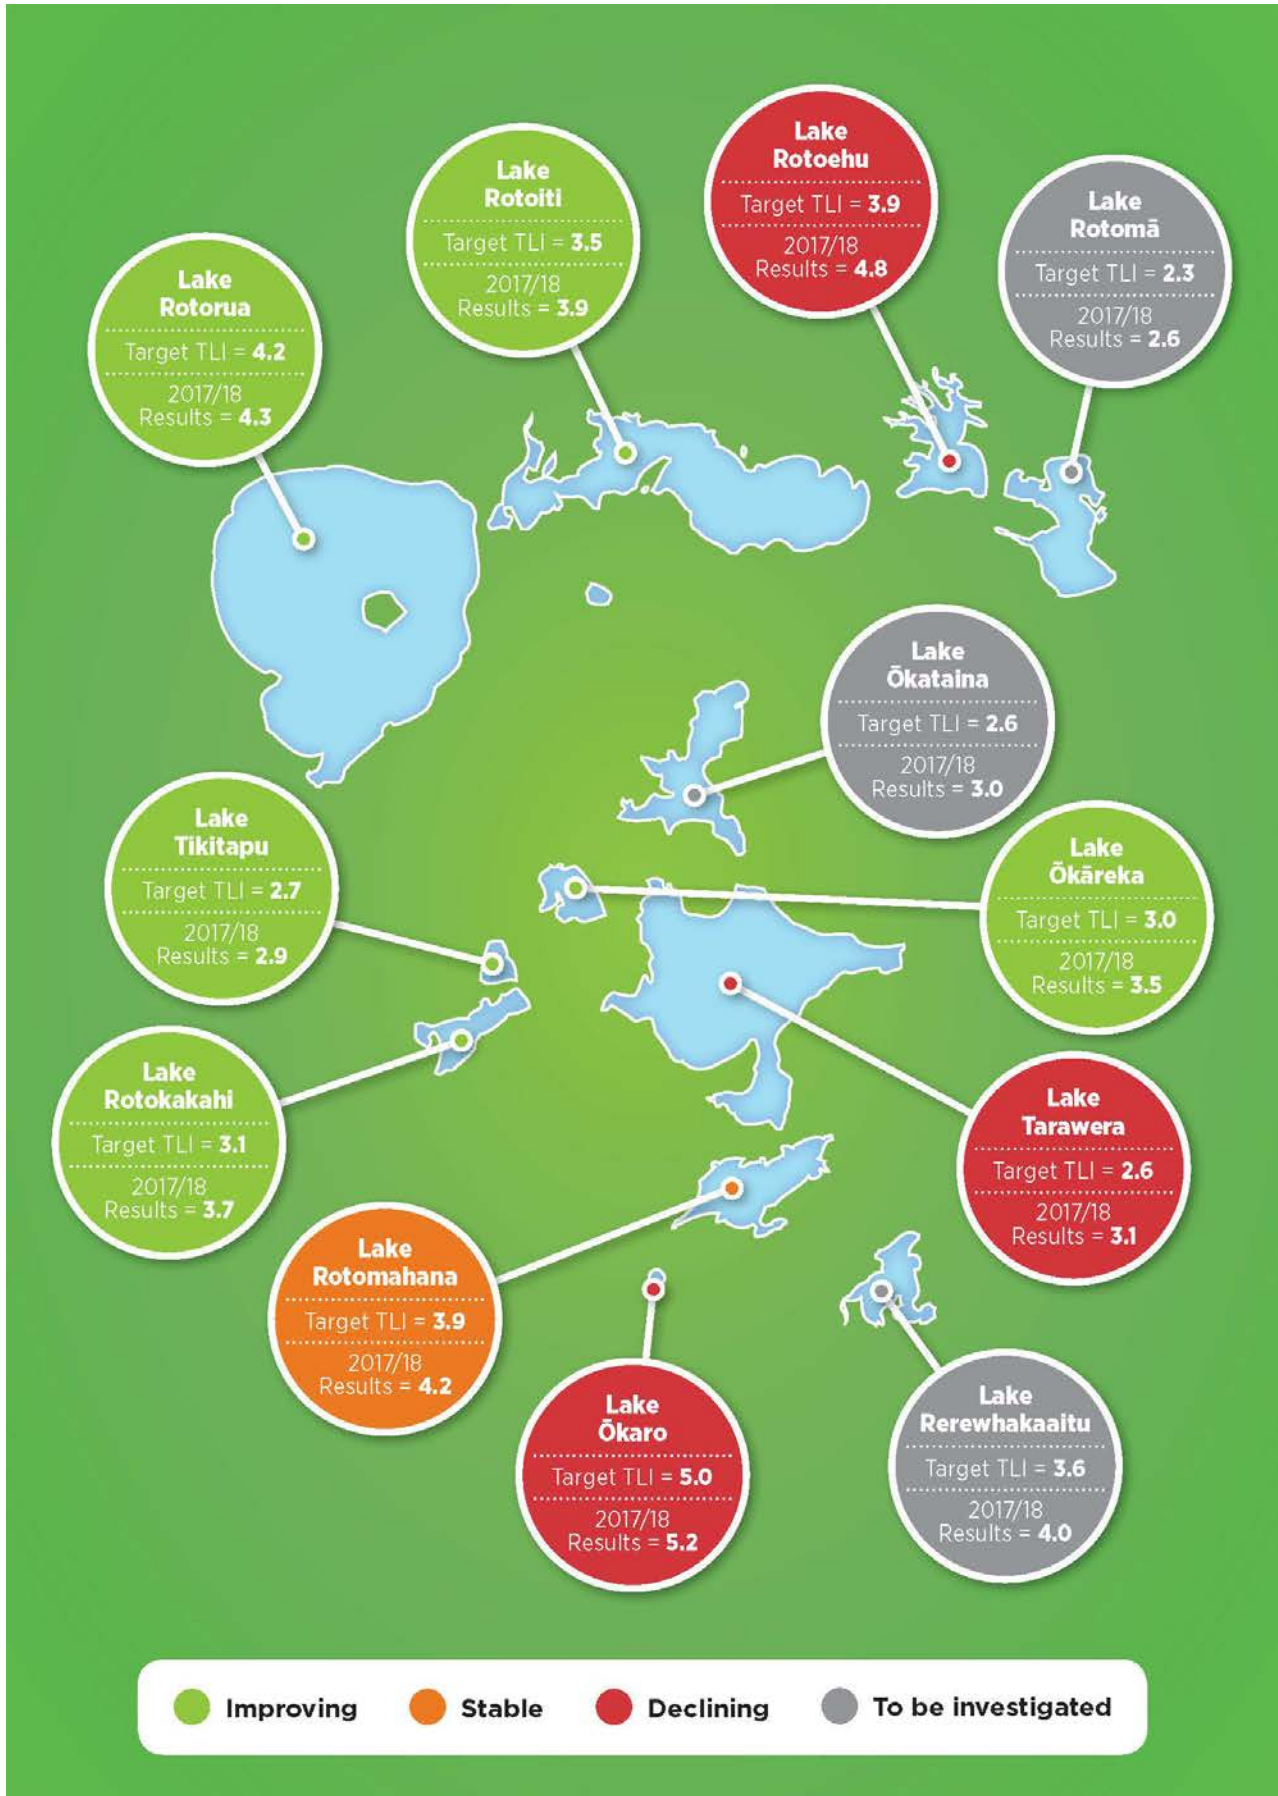 Lake
Rotoehu
Target TLI = 3.9
2017/18
Results = 4.8
Lake
Rotoiti
Target TLI = 3.5
2017/18
Results = 3.9
Lake
Rotomā
Target TLI = 2.3
2017/18
Results = 2.6
Lake
Rotorua
Target TLI = 4.2
2017/18
Results = 4.3
Lake
Ōkataina
Target TLI = 2.6
2017/18
Results = 3.0
Lake
Tikitapu
Target TLI = 2.7
2017/18
Results = 2.9
Lake
Ōkāreka
Target TLI = 3.0
2017/18
Results = 3.5
Lake
Rotokakahi
Target TLI = 3.1
2017/18
Results = 3.7
Lake
Tarawera
Target TLI = 2.6
2017/18
Results = 3.1
Lake
Rotomahana
Target TLI = 3.9
2017/18
Results = 4.2
Lake
Ōkaro
Target TLI = 5.0
2017/18
Results = 5.2
Lake
Rerewhakaaitu
Target TLI = 3.6
2017/18
Results = 4.0
Improving
Stable
Declining
To be investigated